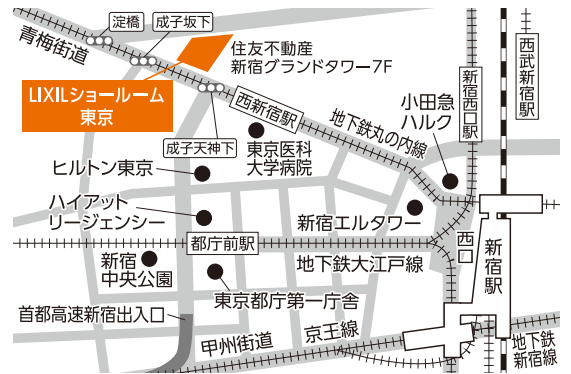 淀橋
成子坂下
青梅街道
住友不動産
新宿グランドタワー7F
LIXILショールーム
東京
西新宿駅
成子天神下
地下鉄丸の内線
小田急
ハルク
新宿西口駅
西武新宿駅
東京医科
大学病院
ヒルトン東京
ハイアット
リージェンシー
新宿エルタワー
都庁前駅
地下鉄大江戸線
西口
新宿駅
新宿
中央公園
東京都庁第一庁舎
首都高速新宿出入口
甲州街道
京王線
地下鉄
新宿線